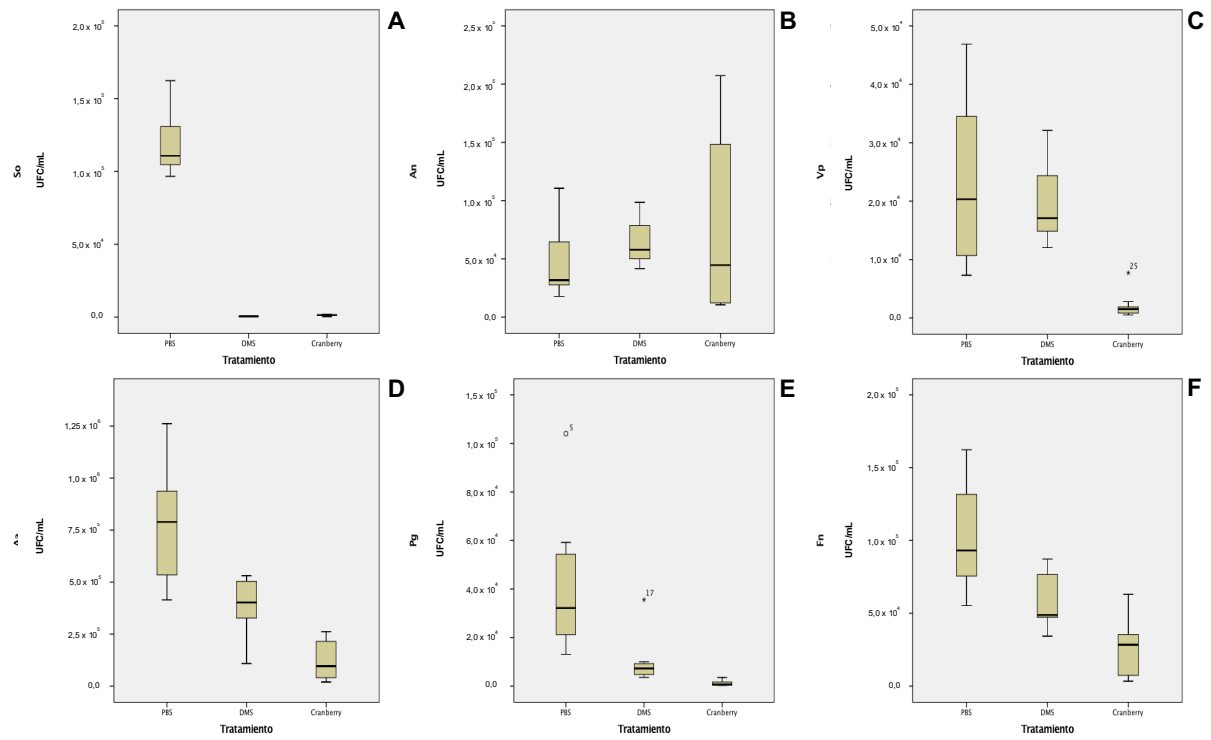 A
So
UFC/mL
2,0 x 10⁵
1,5 x 10⁵
1,0 x 10⁵
5,0 x 10⁴
0,0
PBS DMS Cranberry
Tratamiento
B
An
UFC/mL
2,5 x 10⁵
2,0 x 10⁵
1,5 x 10⁵
1,0 x 10⁵
5,0 x 10⁴
0,0
PBS DMS Cranberry
Tratamiento
C
Vp
UFC/mL
5,0 x 10⁴
4,0 x 10⁴
3,0 x 10⁴
2,0 x 10⁴
1,0 x 10⁴
0,0
25
PBS DMS Cranberry
Tratamiento
D
UFC/mL
1,25 x 10⁶
1,0 x 10⁶
7,5 x 10⁵
5,0 x 10⁵
2,5 x 10⁵
0,0
PBS DMS Cranberry
Tratamiento
E
Pg
UFC/mL
1,5 x 10⁵
1,0 x 10⁵
8,0 x 10⁴
6,0 x 10⁴
4,0 x 10⁴
2,0 x 10⁴
0,0
5
17
PBS DMS Cranberry
Tratamiento
F
Fn
UFC/mL
2,0 x 10⁵
1,5 x 10⁵
1,0 x 10⁵
5,0 x 10⁴
0,0
PBS DMS Cranberry
Tratamiento